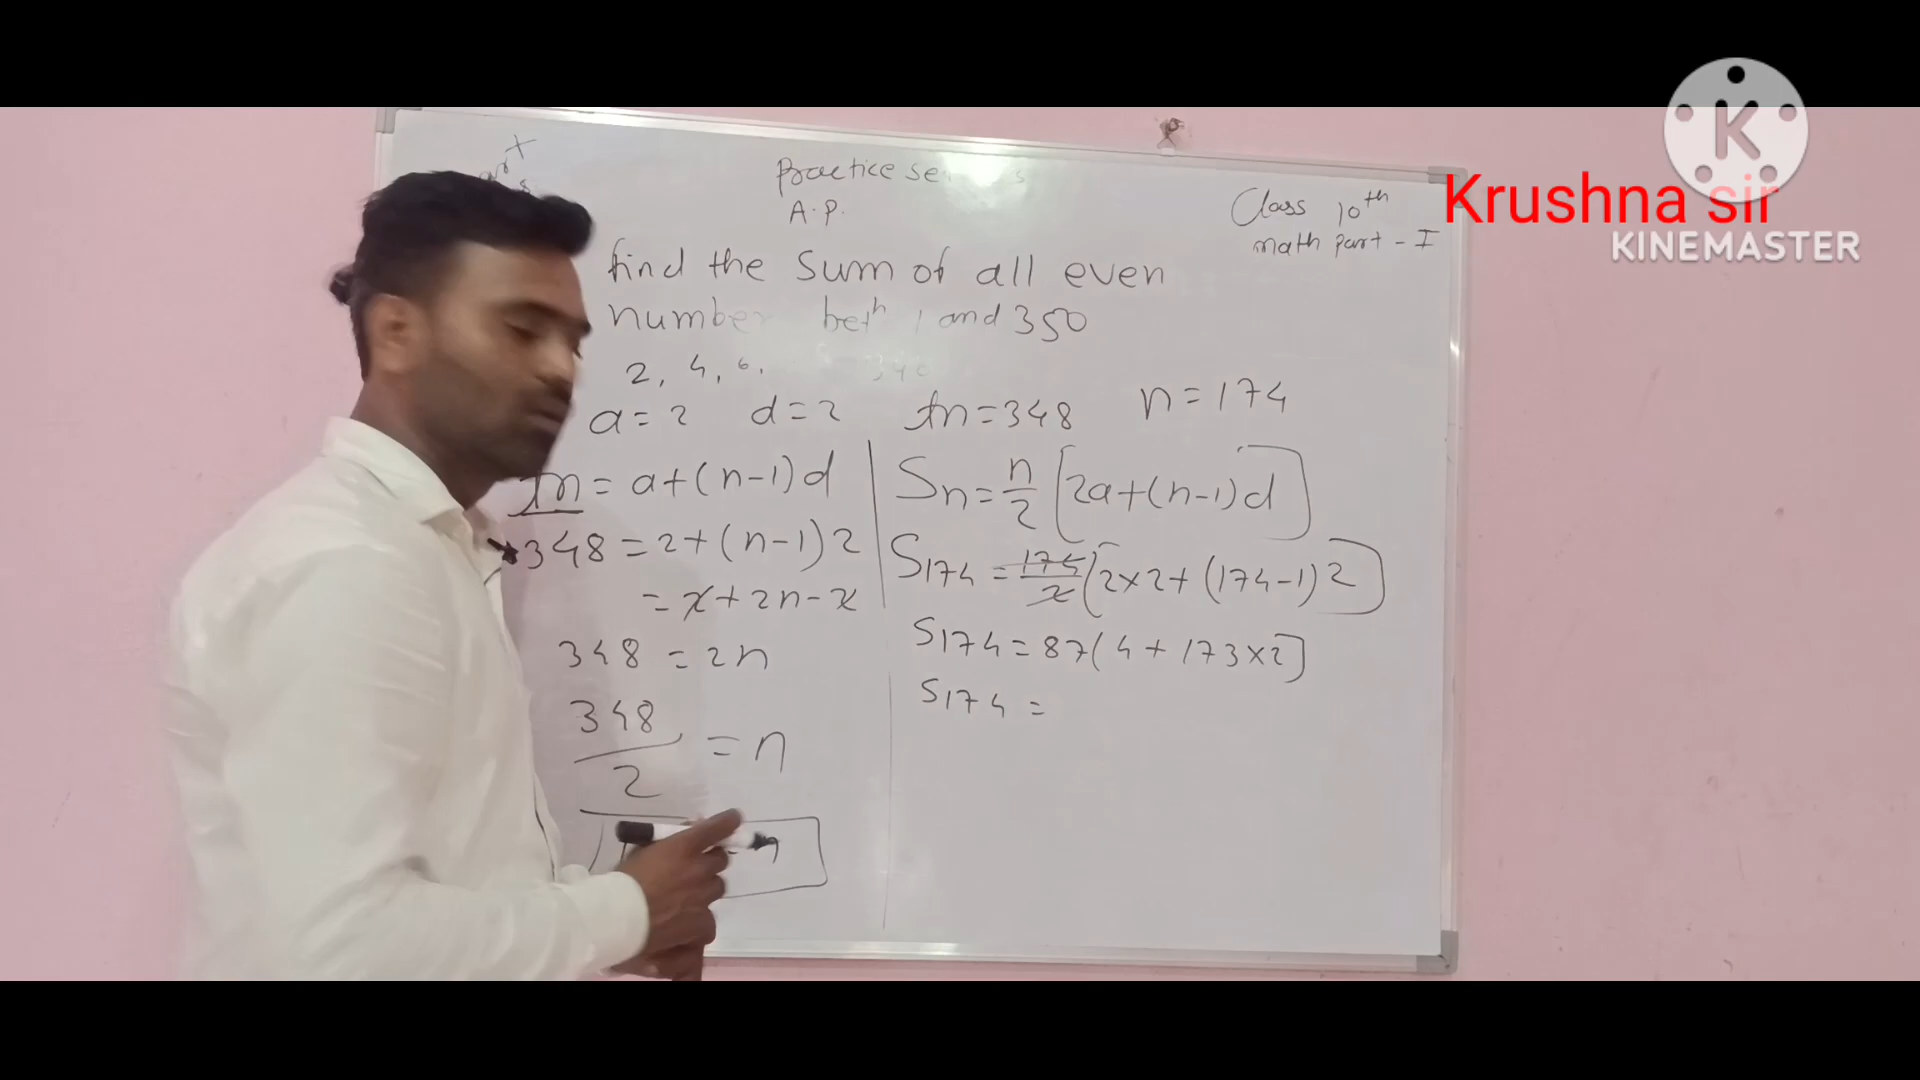 Practice se
A.P.
Class 10th
math part - I
Krushna sir
K
KINEMASTER
find the sum of all even
number betn 1 and 350
2, 4, 6,
a = 2 d = 2 tn = 348 n = 174
tn = a + (n-1)d
348 = 2 + (n-1)2
= 2 + 2n - 2
348 = 2n
348/2 = n
Sn = n/2 [2a + (n-1)d]
S174 = 174/2 (2×2 + (174-1)2]
S174 = 87(4 + 173×2]
S174 =